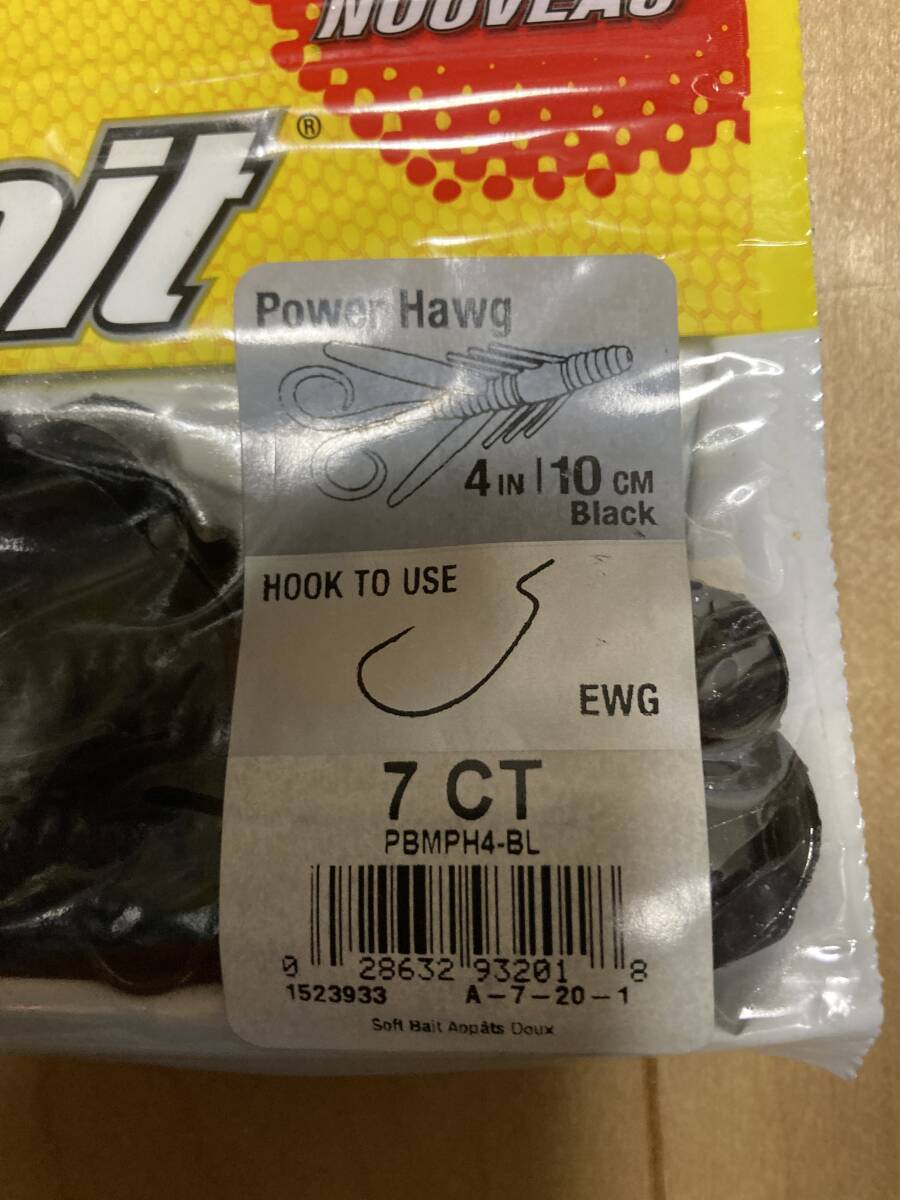 NOUVEAU
ait®
Power Hawg
4 IN | 10 CM
Black
HOOK TO USE
EWG
7 CT
PBMPH4-BL
0 28632 93201 8
1523933 A-7-20-1
Soft Bait Appâts Doux